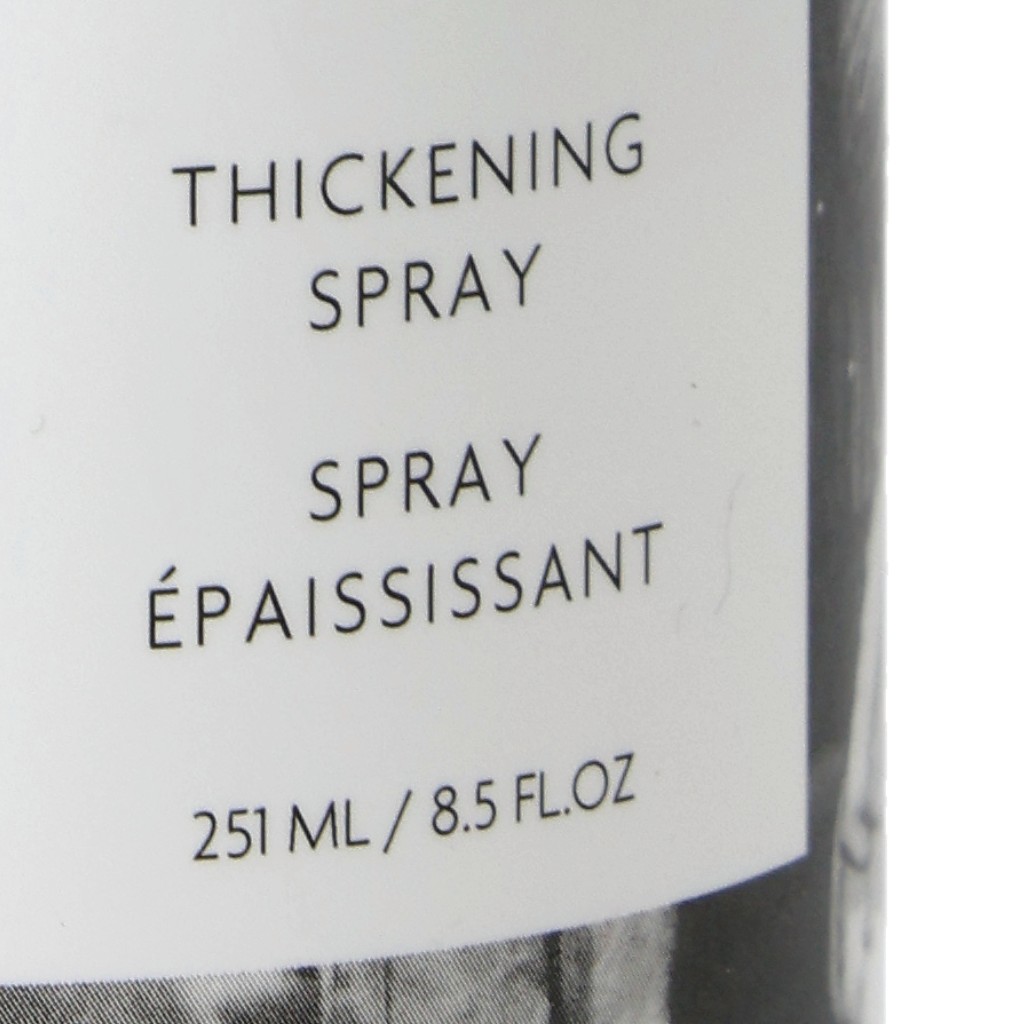 THICKENING
SPRAY
SPRAY
ÉPAISSISSANT
251 ML / 8.5 FL.OZ